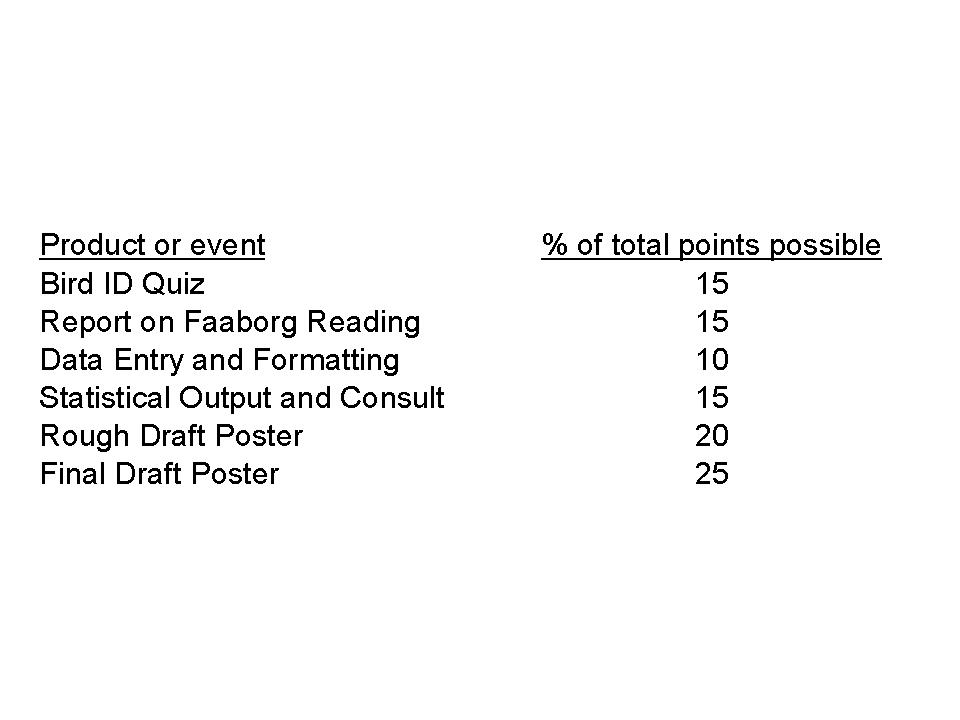 Product or event % of total points possible
Bird ID Quiz 15
Report on Faaborg Reading 15
Data Entry and Formatting 10
Statistical Output and Consult 15
Rough Draft Poster 20
Final Draft Poster 25